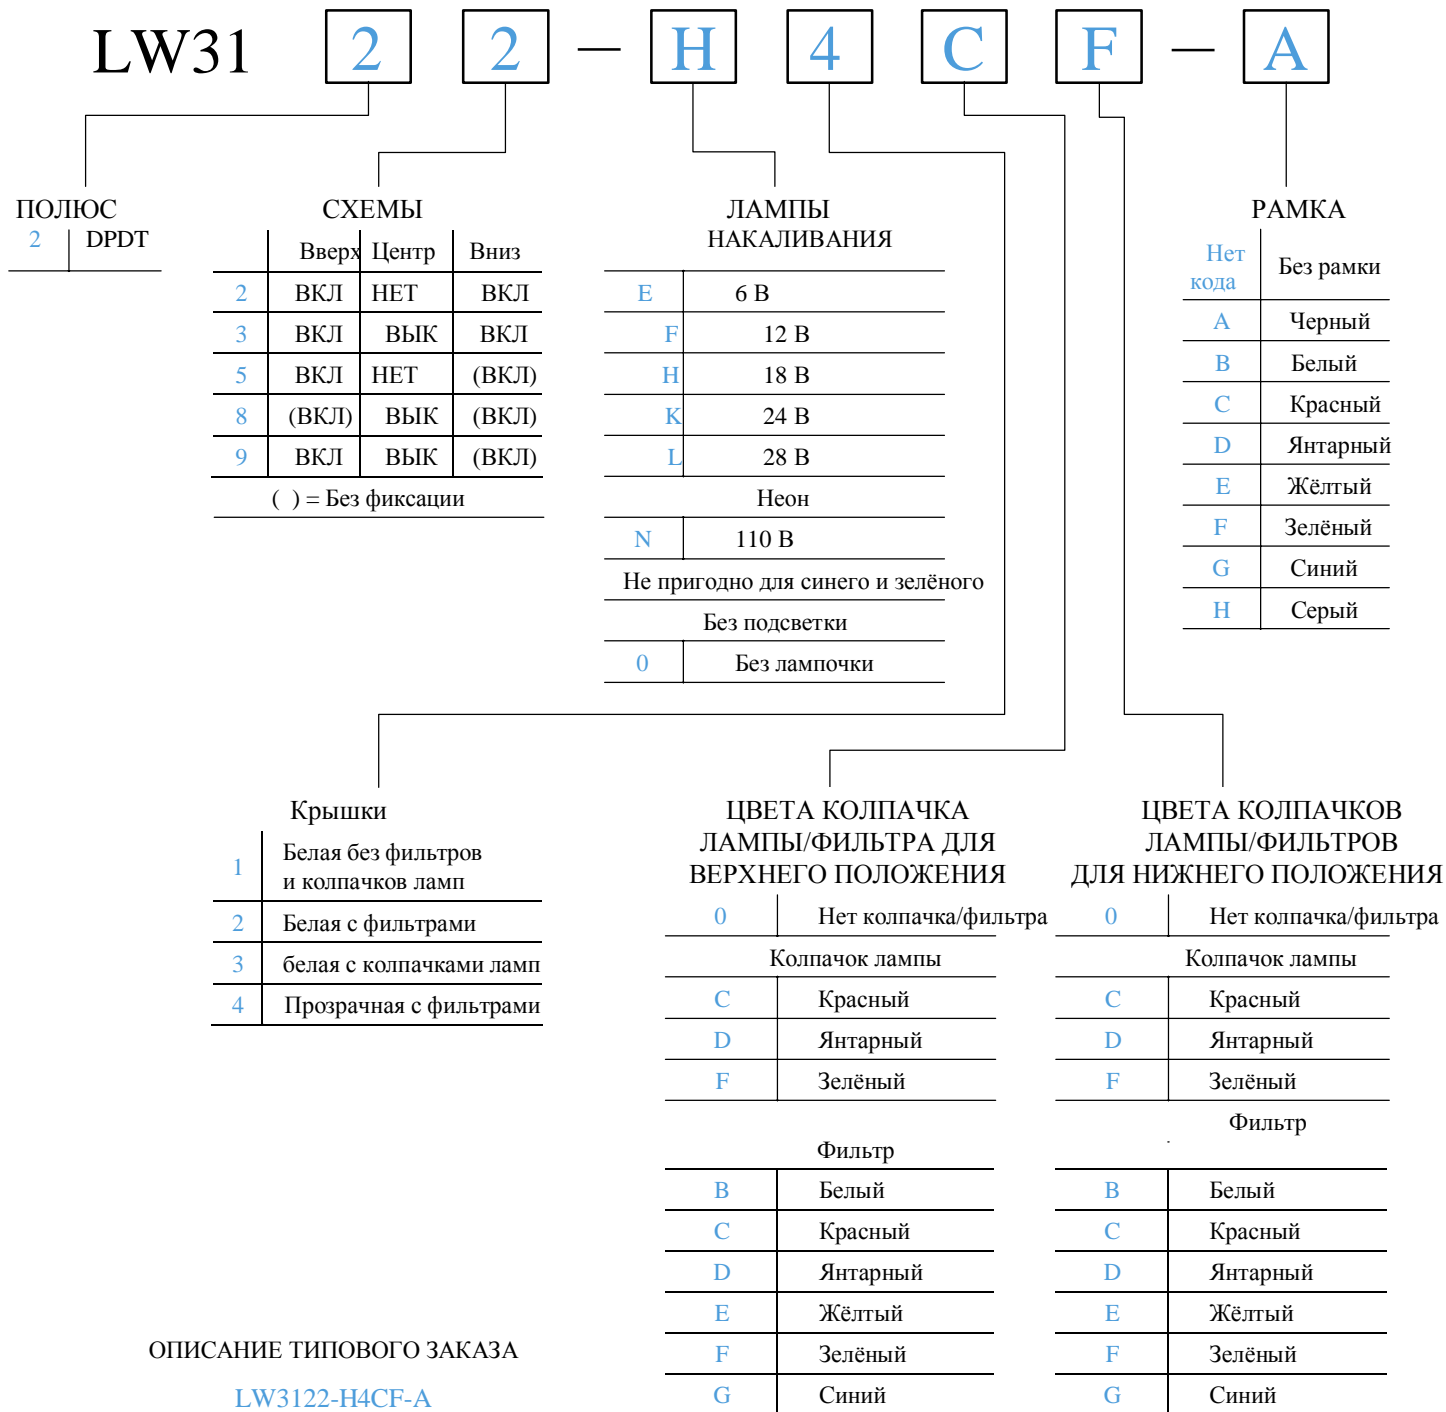 LW31 2 2 — H 4 C F — A
ПОЛЮС
2 DPDT
СХЕМЫ
Вверх Центр Вниз
2 ВКЛ НЕТ ВКЛ
3 ВКЛ ВЫК ВКЛ
5 ВКЛ НЕТ (ВКЛ)
8 (ВКЛ) ВЫК (ВКЛ)
9 ВКЛ ВЫК (ВКЛ)
( ) = Без фиксации
ЛАМПЫ
НАКАЛИВАНИЯ
E 6 В
F 12 В
H 18 В
K 24 В
L 28 В
Неон
N 110 В
Не пригодно для синего и зелёного
Без подсветки
0 Без лампочки
РАМКА
Нет
кода Без рамки
A Черный
B Белый
C Красный
D Янтарный
E Жёлтый
F Зелёный
G Синий
H Серый
Крышки
1 Белая без фильтров
и колпачков ламп
2 Белая с фильтрами
3 белая с колпачками ламп
4 Прозрачная с фильтрами
ЦВЕТА КОЛПАЧКА
ЛАМПЫ/ФИЛЬТРА ДЛЯ
ВЕРХНЕГО ПОЛОЖЕНИЯ
0 Нет колпачка/фильтра
Колпачок лампы
C Красный
D Янтарный
F Зелёный
Фильтр
B Белый
C Красный
D Янтарный
E Жёлтый
F Зелёный
G Синий
ЦВЕТА КОЛПАЧКОВ
ЛАМПЫ/ФИЛЬТРОВ
ДЛЯ НИЖНЕГО ПОЛОЖЕНИЯ
0 Нет колпачка/фильтра
Колпачок лампы
C Красный
D Янтарный
F Зелёный
Фильтр
B Белый
C Красный
D Янтарный
E Жёлтый
F Зелёный
G Синий
ОПИСАНИЕ ТИПОВОГО ЗАКАЗА
LW3122-H4CF-A